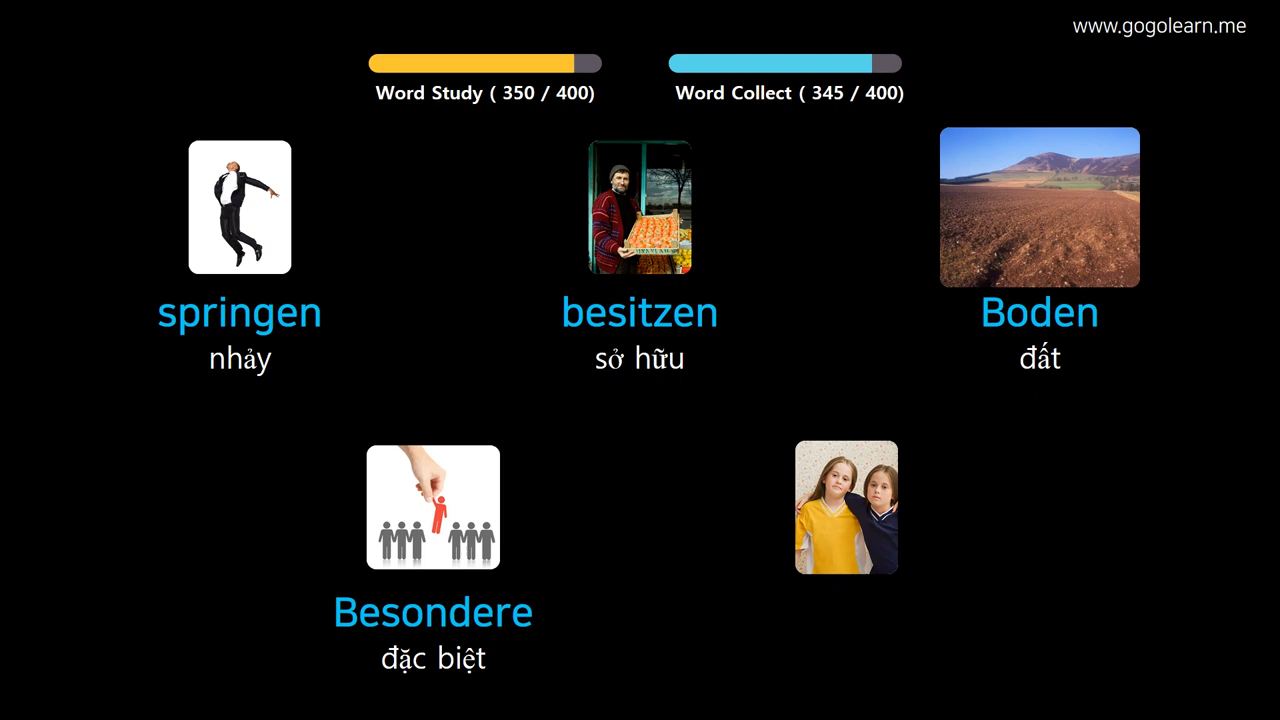 www.gogolearn.me
Word Study ( 350 / 400)
Word Collect ( 345 / 400)
springen
nhảy
besitzen
sở hữu
Boden
đất
Besondere
đặc biệt